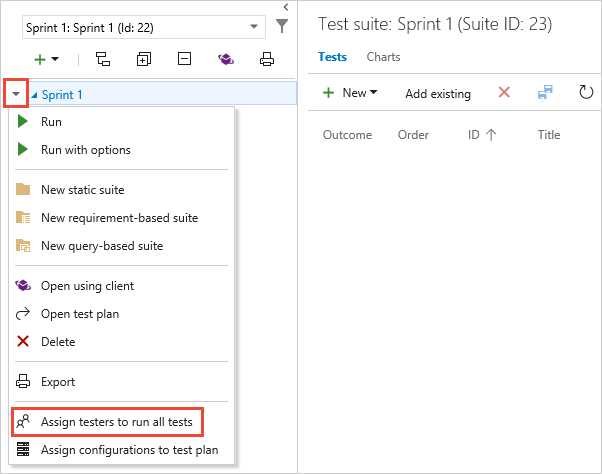 Sprint 1: Sprint 1 (Id: 22)
Sprint 1
Run
Run with options
New static suite
New requirement-based suite
New query-based suite
Open using client
Open test plan
Delete
Export
Assign testers to run all tests
Assign configurations to test plan
Test suite: Sprint 1 (Suite ID: 23)
Tests Charts
New Add existing
Outcome Order ID Title